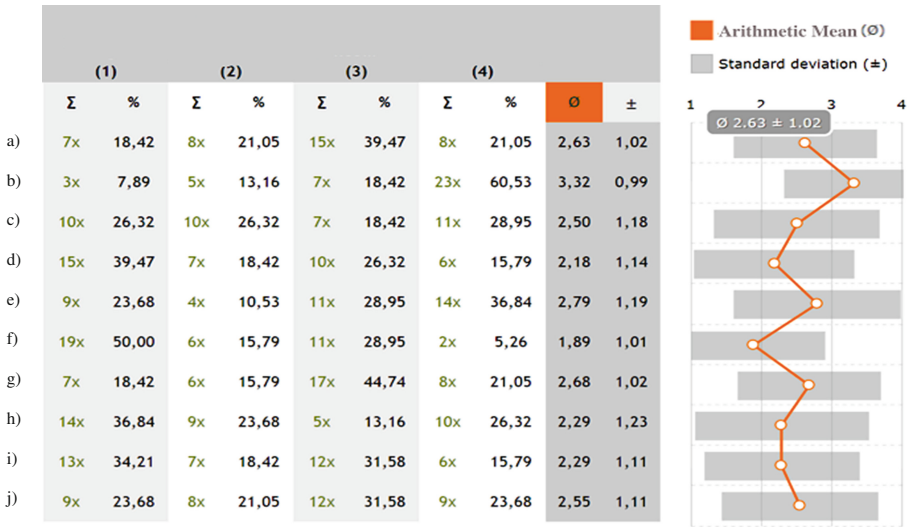 Arithmetic Mean (Ø)
Standard deviation (±)
(1) (2) (3) (4)
Σ % Σ % Σ % Σ % Ø ± 1 2 3 4
Ø 2.63 ± 1.02
a) 7x 18,42 8x 21,05 15x 39,47 8x 21,05 2,63 1,02
b) 3x 7,89 5x 13,16 7x 18,42 23x 60,53 3,32 0,99
c) 10x 26,32 10x 26,32 7x 18,42 11x 28,95 2,50 1,18
d) 15x 39,47 7x 18,42 10x 26,32 6x 15,79 2,18 1,14
e) 9x 23,68 4x 10,53 11x 28,95 14x 36,84 2,79 1,19
f) 19x 50,00 6x 15,79 11x 28,95 2x 5,26 1,89 1,01
g) 7x 18,42 6x 15,79 17x 44,74 8x 21,05 2,68 1,02
h) 14x 36,84 9x 23,68 5x 13,16 10x 26,32 2,29 1,23
i) 13x 34,21 7x 18,42 12x 31,58 6x 15,79 2,29 1,11
j) 9x 23,68 8x 21,05 12x 31,58 9x 23,68 2,55 1,11